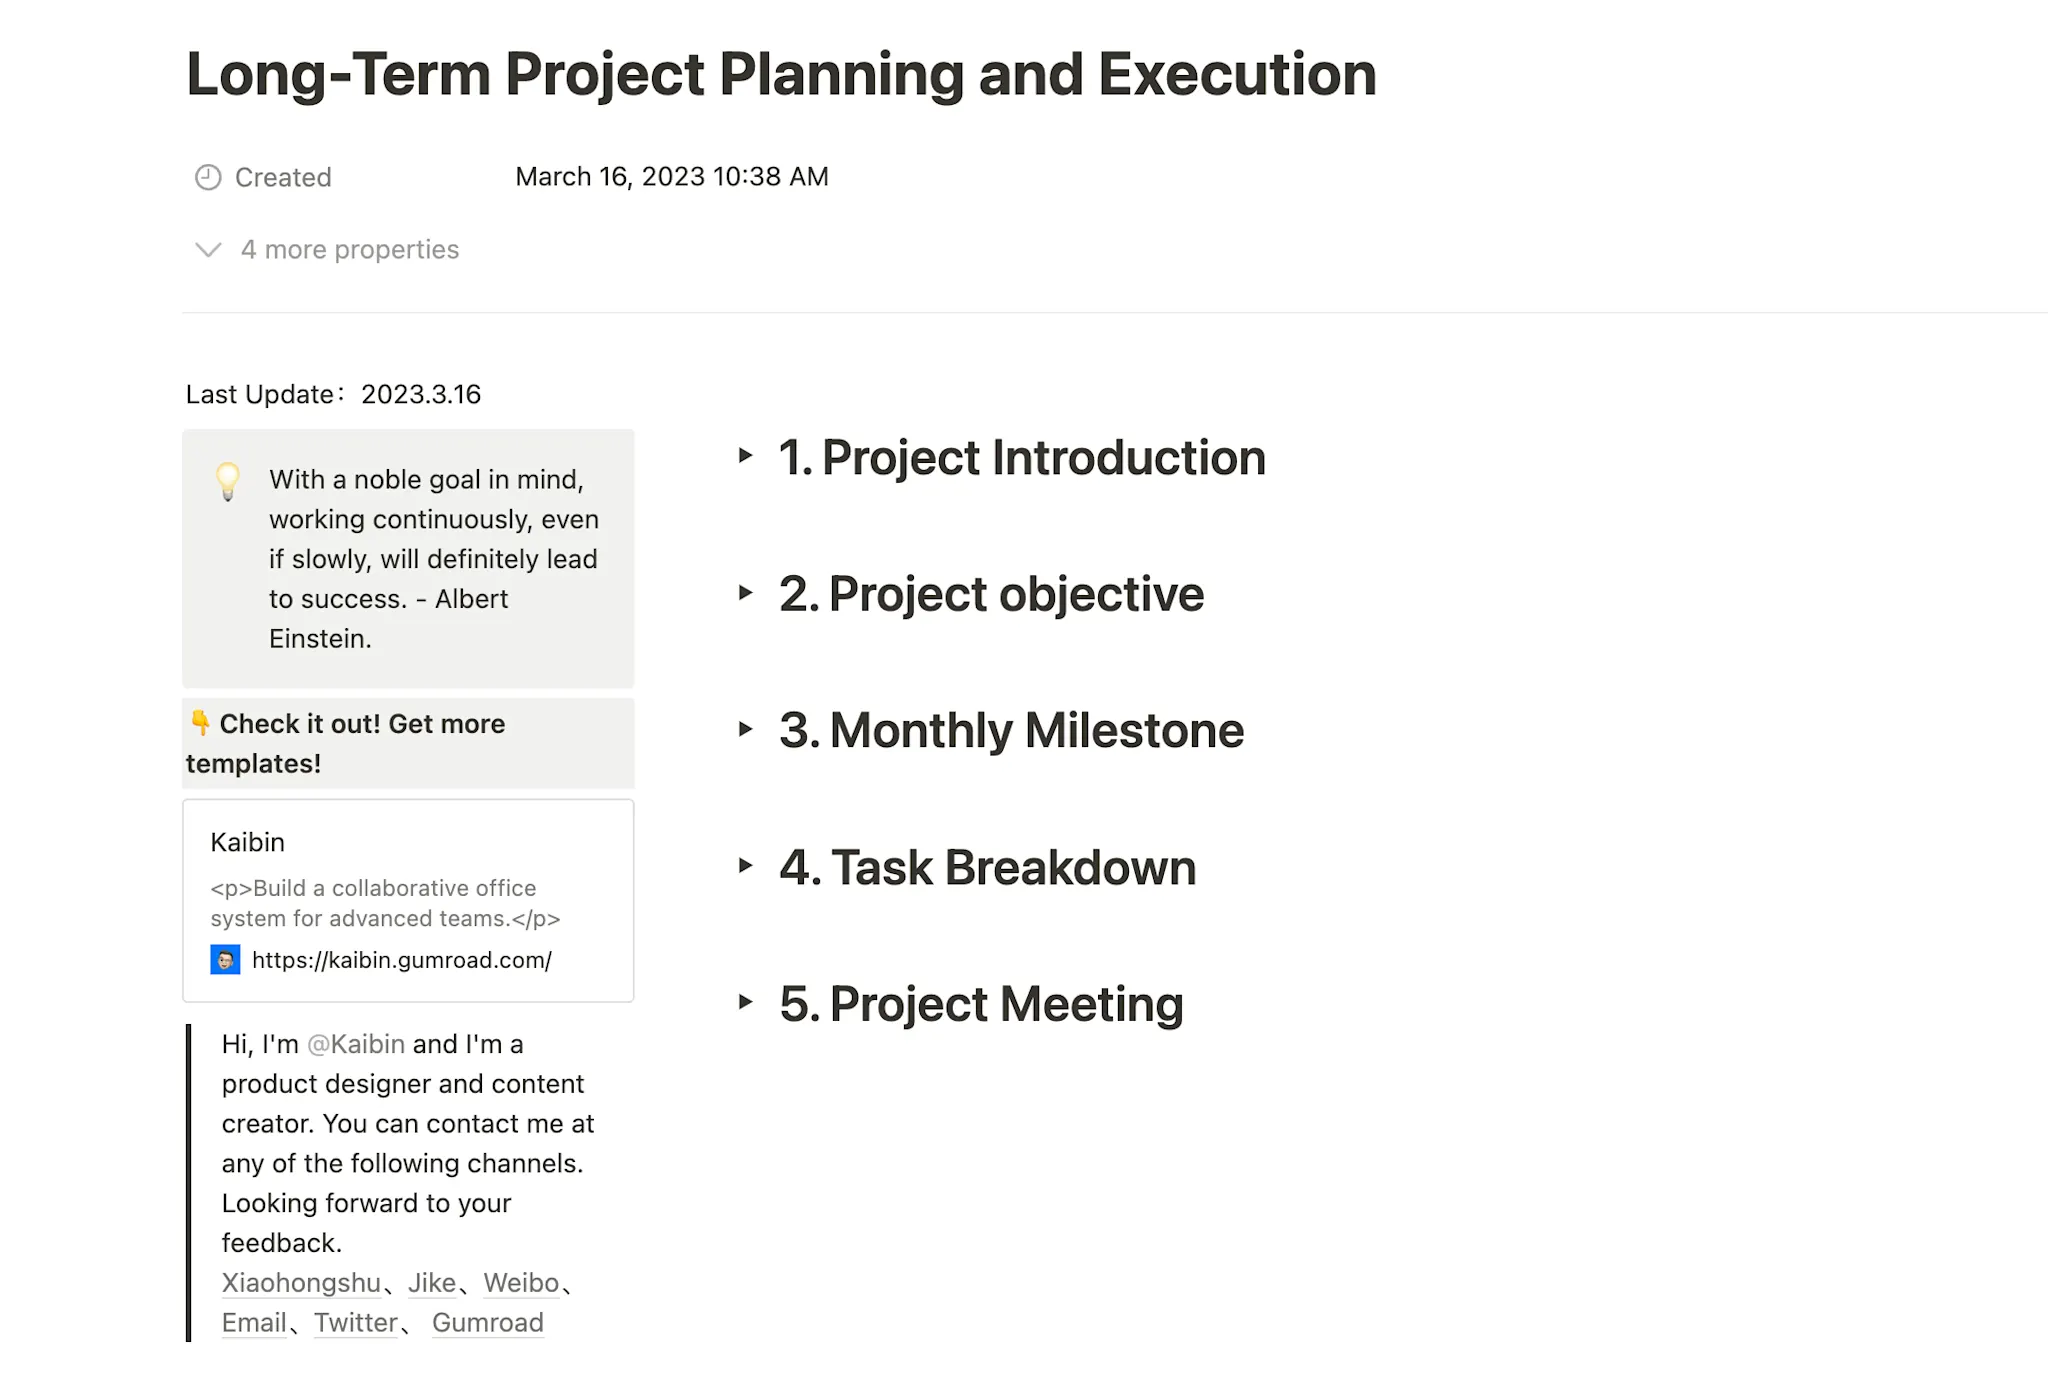 Long-Term Project Planning and Execution
Created
March 16, 2023 10:38 AM
4 more properties
Last Update：2023.3.16
With a noble goal in mind,
working continuously, even
if slowly, will definitely lead
to success. - Albert
Einstein.
👇 Check it out! Get more
templates!
Kaibin
<p>Build a collaborative office
system for advanced teams.</p>
https://kaibin.gumroad.com/
Hi, I'm @Kaibin and I'm a
product designer and content
creator. You can contact me at
any of the following channels.
Looking forward to your
feedback.
Xiaohongshu、Jike、Weibo、
Email、Twitter、 Gumroad
1. Project Introduction
2. Project objective
3. Monthly Milestone
4. Task Breakdown
5. Project Meeting